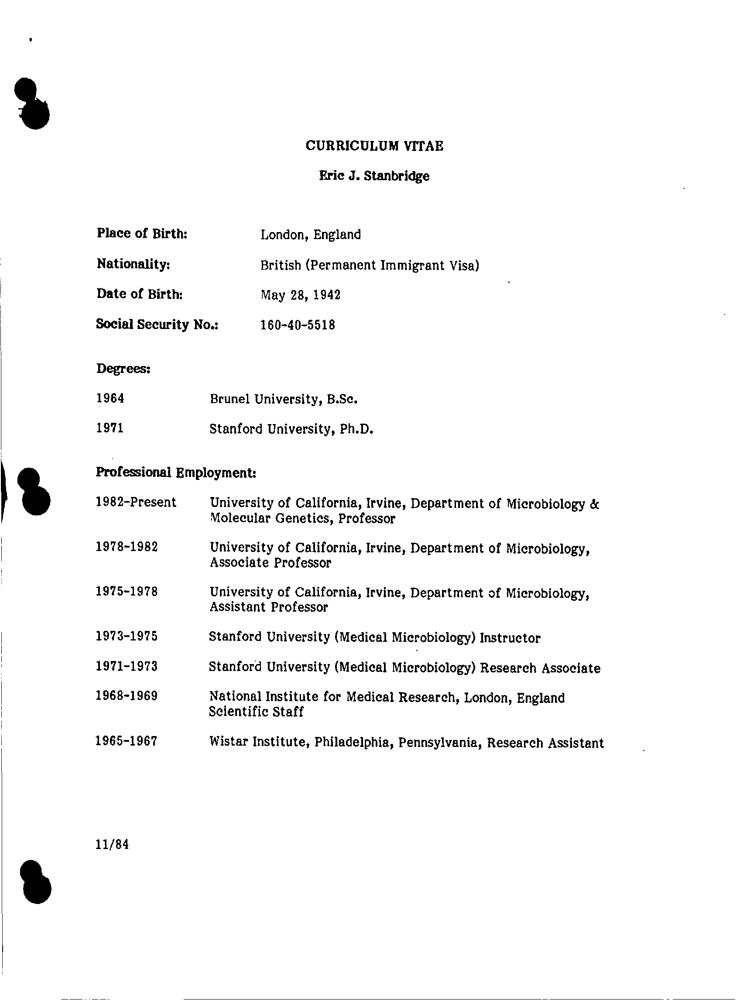 CURRICULUM VITAE
Eric J. Stanbridge
Place of Birth: London, England
Nationality: British (Permanent Immigrant Visa)
Date of Birth: May 28, 1942
Social Security No.: 160-40-5518
Degrees:
1964 Brunel University, B.Sc.
1971 Stanford University, Ph.D.
Professional Employment:
1982-Present University of California, Irvine, Department of Microbiology &
Molecular Genetics, Professor
1978-1982 University of California, Irvine, Department of Microbiology,
Associate Professor
1975-1978 University of California, Irvine, Department of Microbiology,
Assistant Professor
1973-1975 Stanford University (Medical Microbiology) Instructor
1971-1973 Stanford University (Medical Microbiology) Research Associate
1968-1969 National Institute for Medical Research, London, England
Scientific Staff
1965-1967 Wistar Institute, Philadelphia, Pennsylvania, Research Assistant
11/84